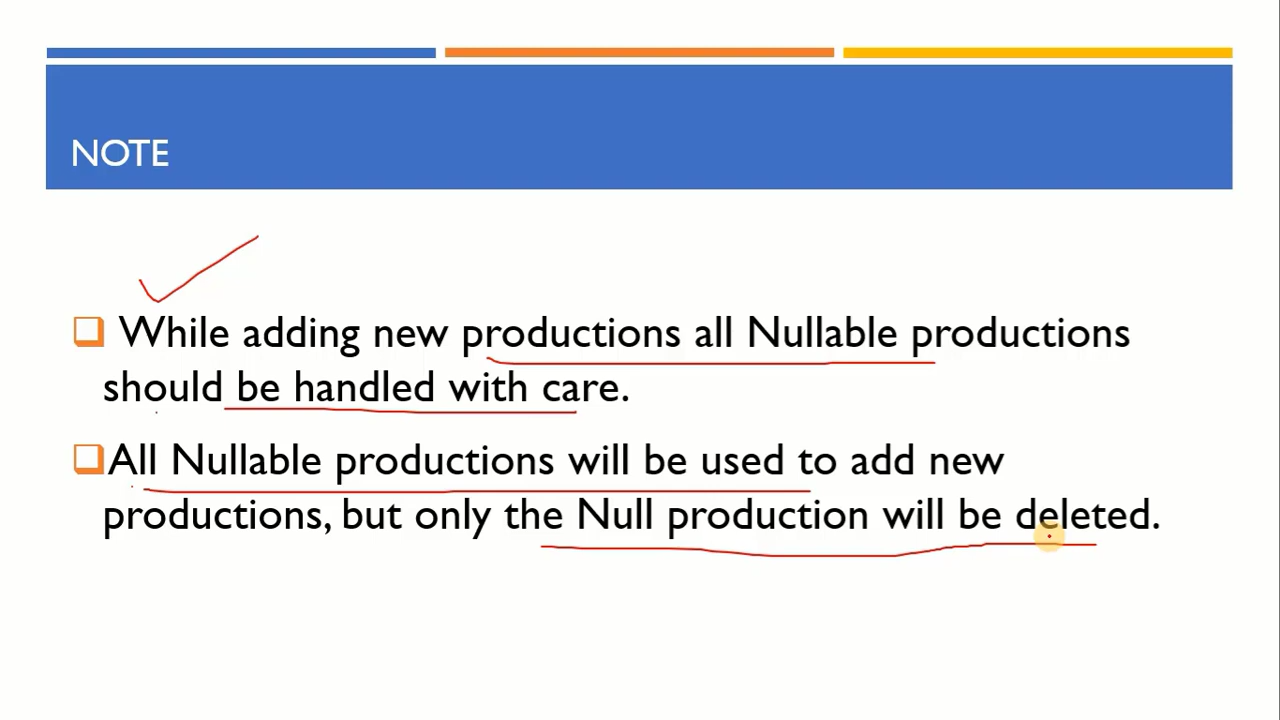 NOTE
While adding new productions all Nullable productions
should be handled with care.
All Nullable productions will be used to add new
productions, but only the Null production will be deleted.